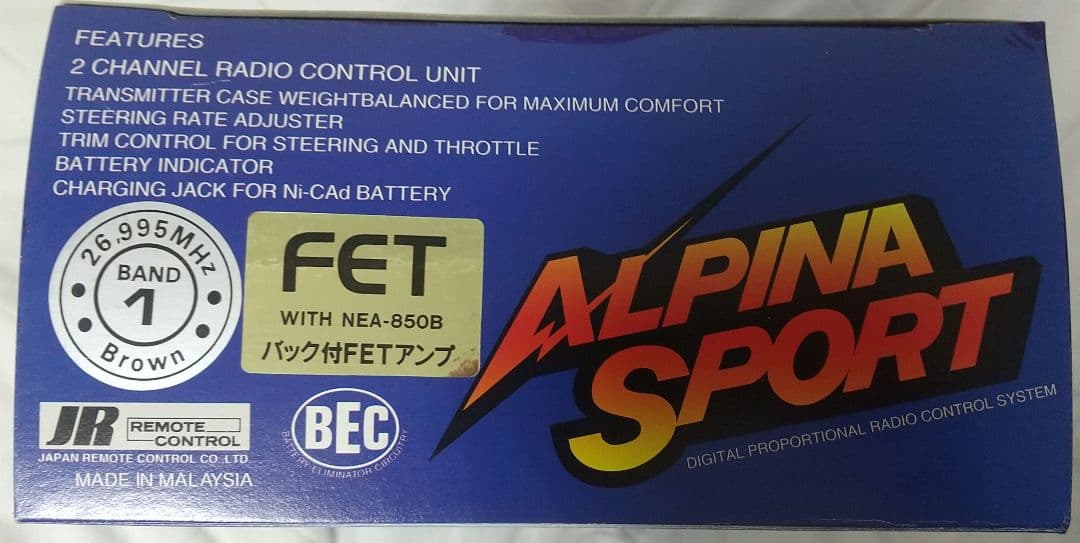 FEATURES
2 CHANNEL RADIO CONTROL UNIT
TRANSMITTER CASE WEIGHTBALANCED FOR MAXIMUM COMFORT
STEERING RATE ADJUSTER
TRIM CONTROL FOR STEERING AND THROTTLE
BATTERY INDICATOR
CHARGING JACK FOR Ni-CAd BATTERY
26,995MHz
BAND
1
Brown
FET
WITH NEA-850B
バック付FETアンプ
ALPINA
SPORT
DIGITAL PROPORTIONAL RADIO CONTROL SYSTEM
JR REMOTE
CONTROL
JAPAN REMOTE CONTROL CO.,LTD.
MADE IN MALAYSIA
BEC
BATTERY ELIMINATOR CIRCUITRY